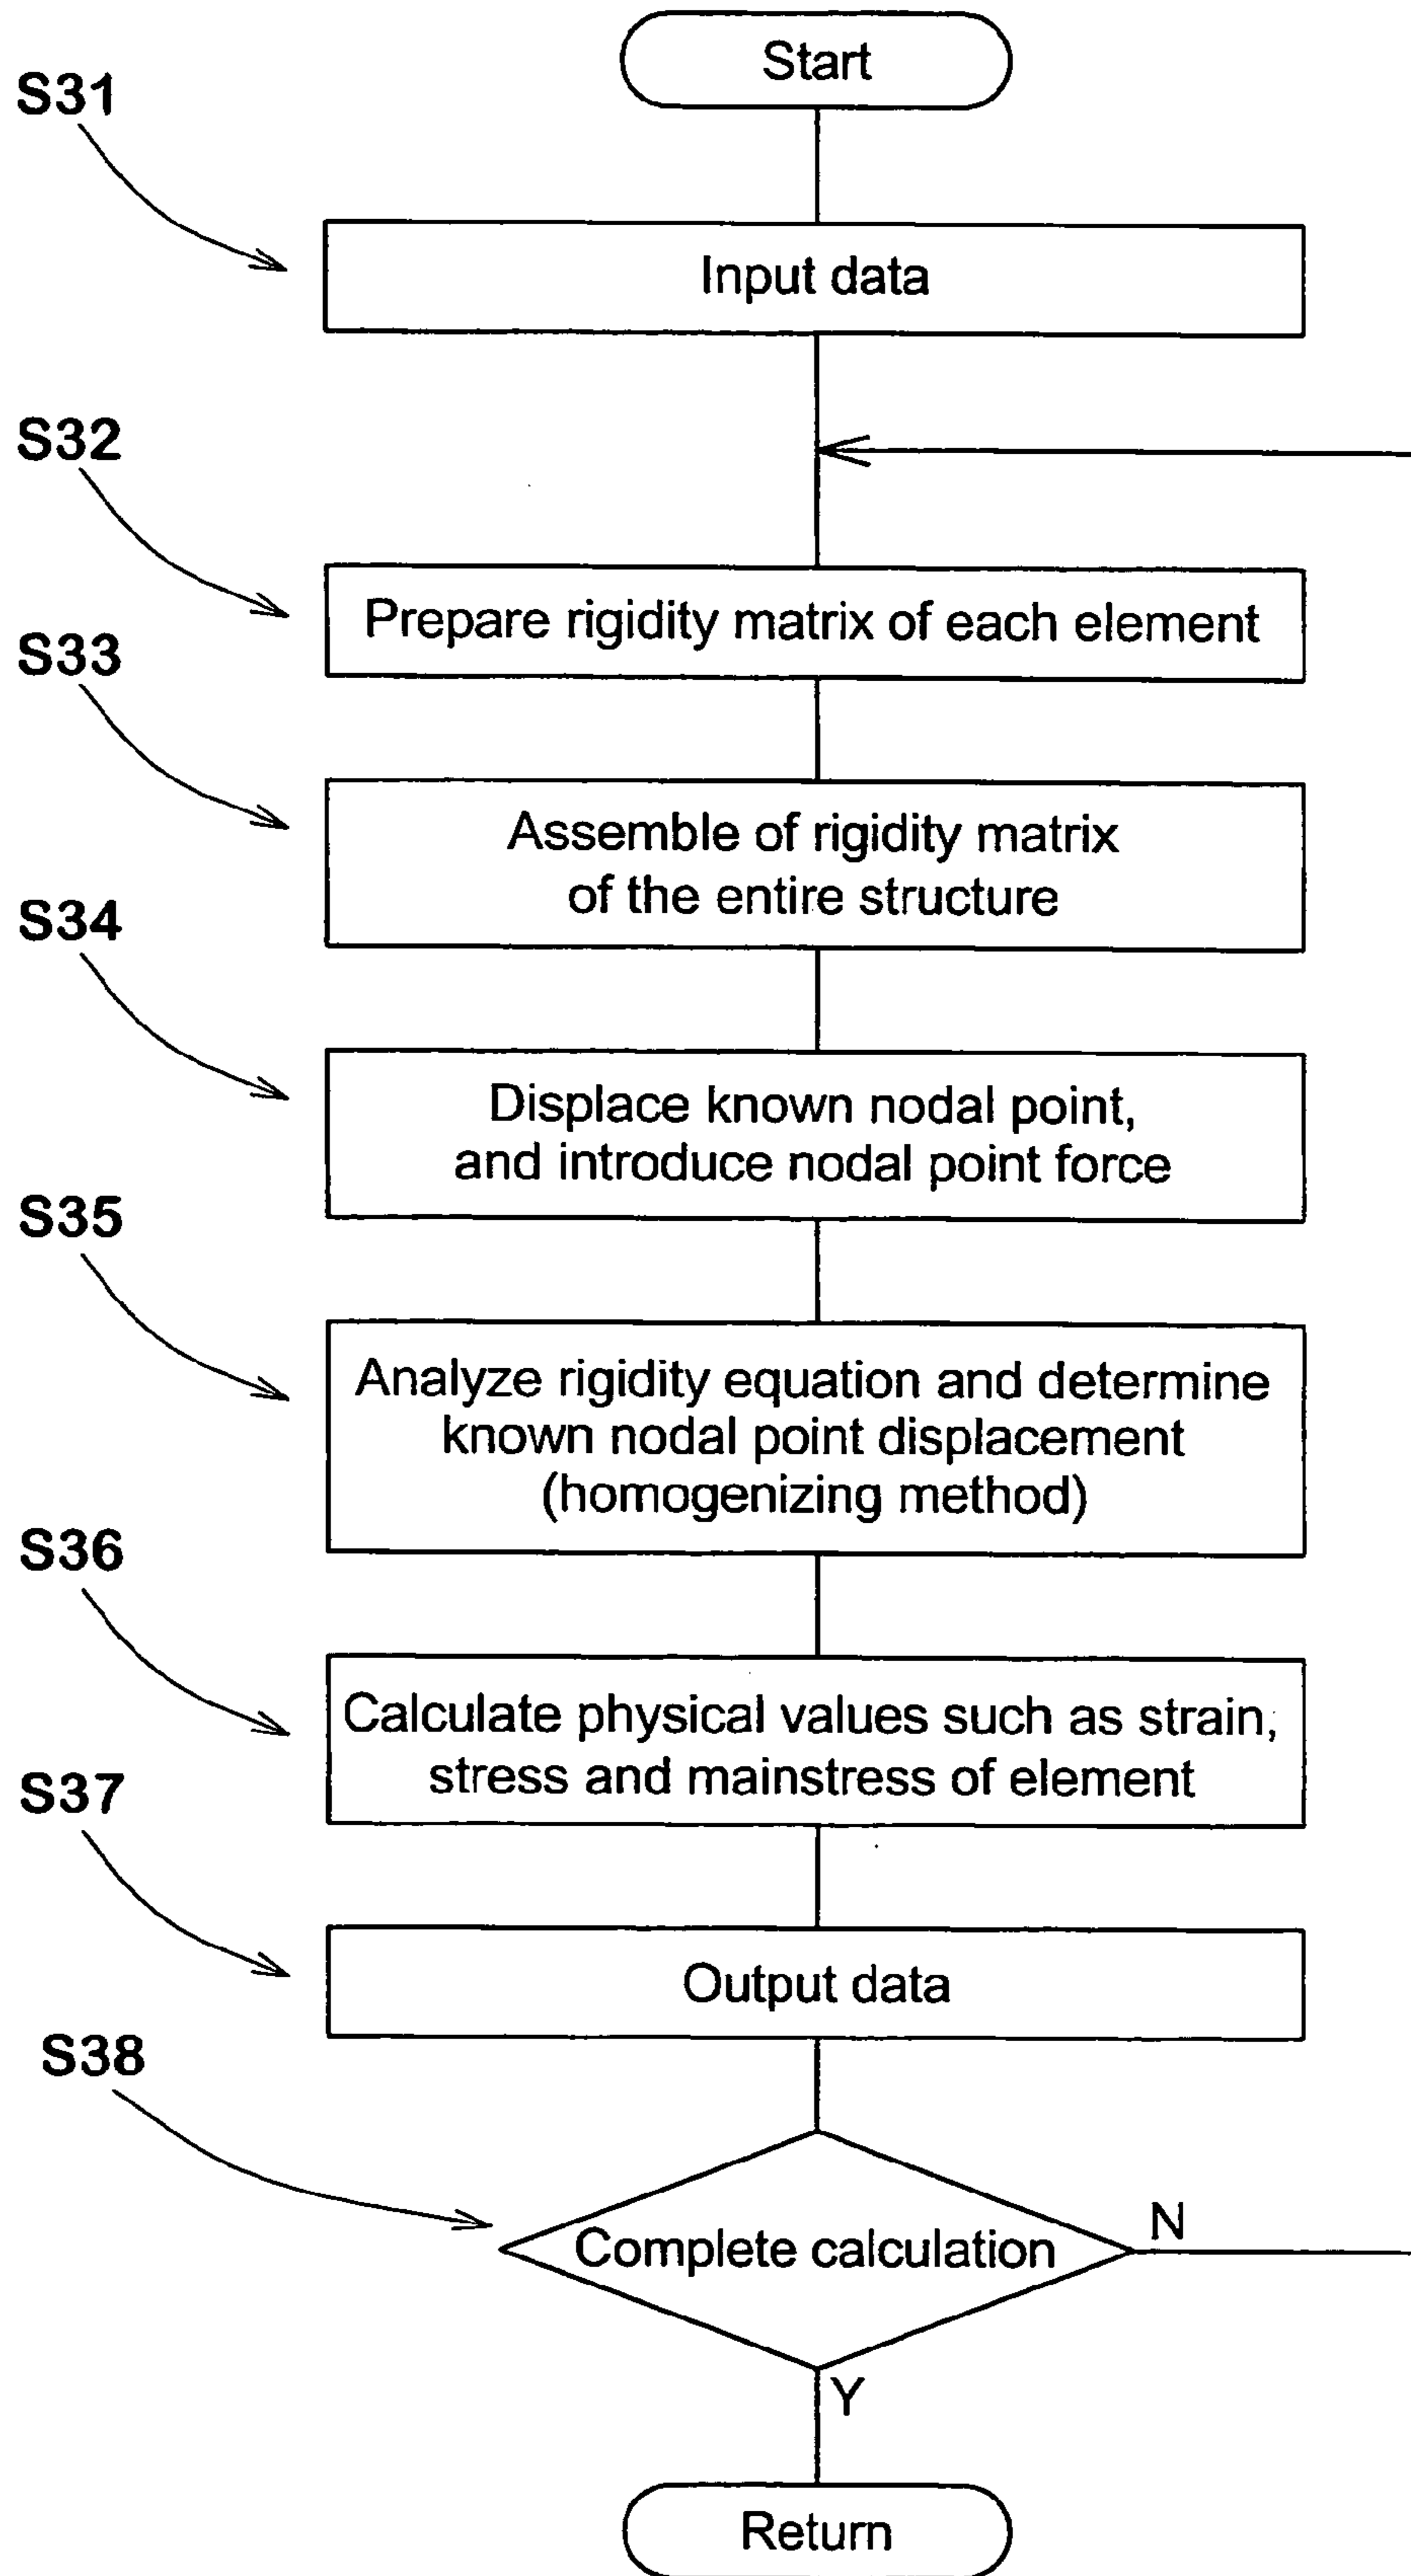 Start
S31
Input data
S32
Prepare rigidity matrix of each element
S33
Assemble of rigidity matrix
of the entire structure
S34
Displace known nodal point,
and introduce nodal point force
S35
Analyze rigidity equation and determine
known nodal point displacement
(homogenizing method)
S36
Calculate physical values such as strain,
stress and mainstress of element
S37
Output data
S38
Complete calculation
N
Y
Return